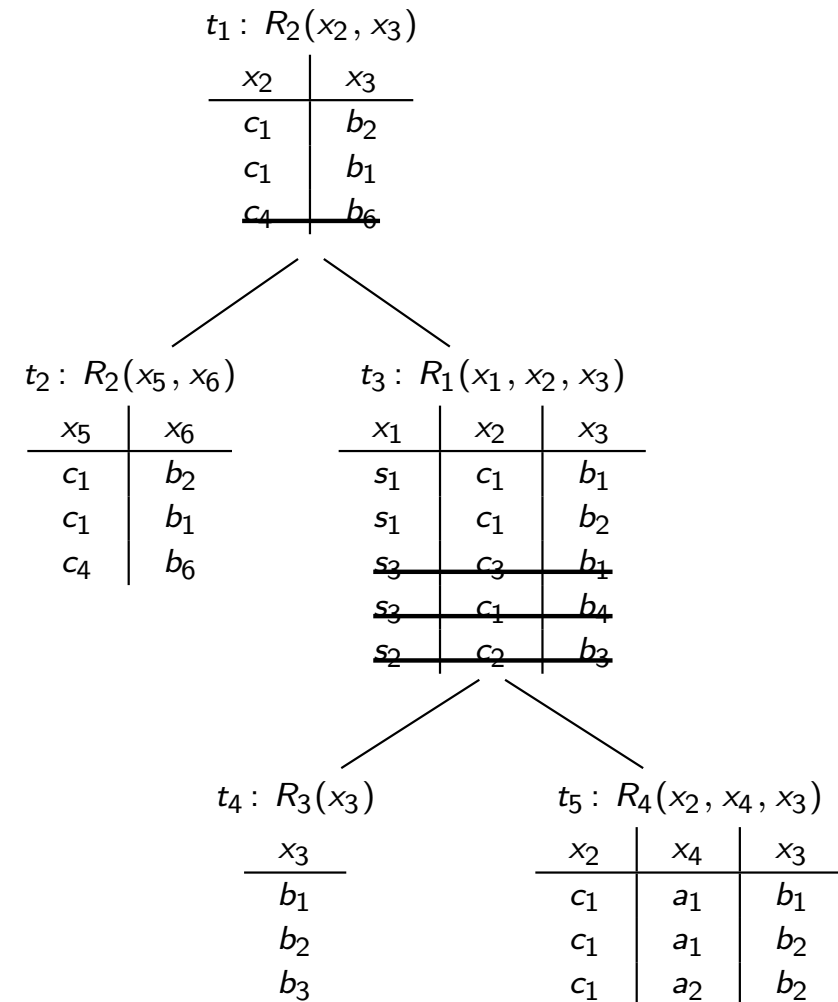 t₁: R₂(x₂, x₃)
x₂ x₃
c₁ b₂
c₁ b₁
c₄ b₆
t₂: R₂(x₅, x₆)
x₅ x₆
c₁ b₂
c₁ b₁
c₄ b₆
t₃: R₁(x₁, x₂, x₃)
x₁ x₂ x₃
s₁ c₁ b₁
s₁ c₁ b₂
s₃ c₃ b₁
s₃ c₁ b₄
s₂ c₂ b₃
t₄: R₃(x₃)
x₃
b₁
b₂
b₃
t₅: R₄(x₂, x₄, x₃)
x₂ x₄ x₃
c₁ a₁ b₁
c₁ a₁ b₂
c₁ a₂ b₂